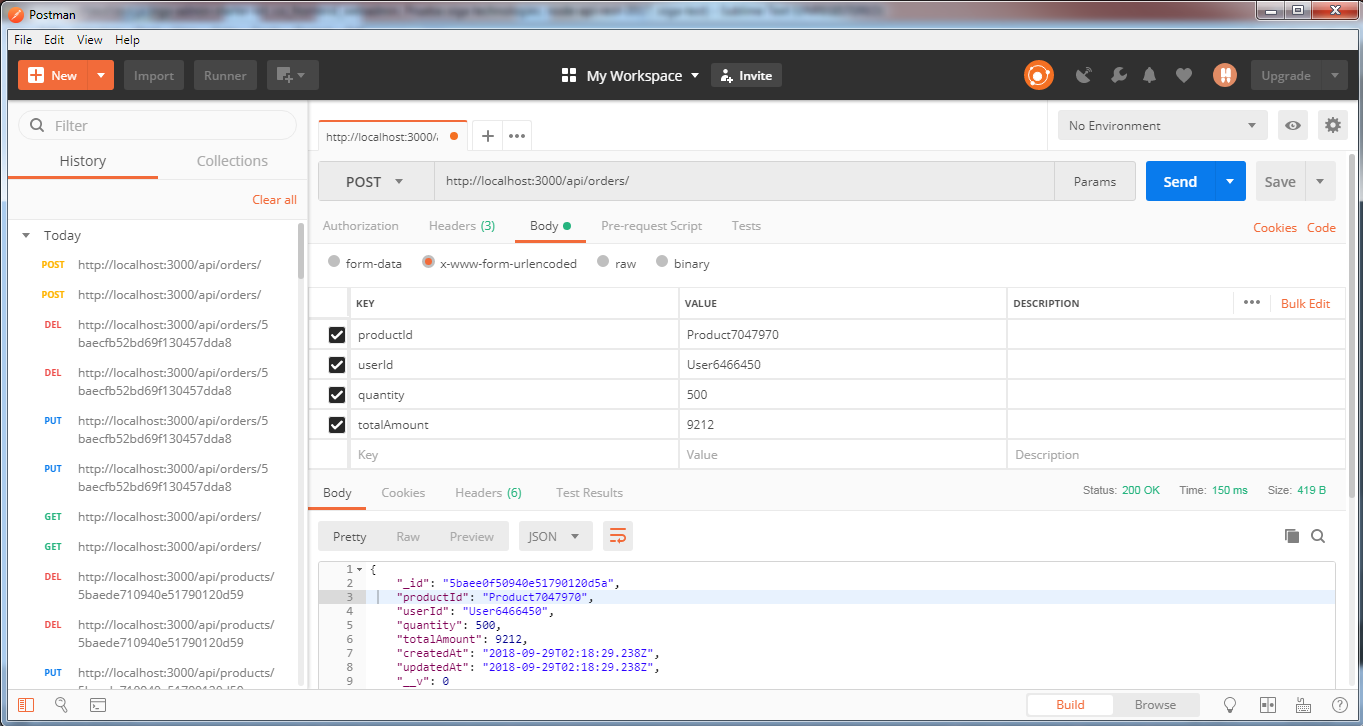 Postman
File Edit View Help
New Import Runner My Workspace Invite Upgrade
Filter
History Collections
Clear all
Today
POST http://localhost:3000/api/orders/
POST http://localhost:3000/api/orders/
DEL http://localhost:3000/api/orders/5
baecfb52bd69f130457dda8
DEL http://localhost:3000/api/orders/5
baecfb52bd69f130457dda8
PUT http://localhost:3000/api/orders/5
baecfb52bd69f130457dda8
PUT http://localhost:3000/api/orders/5
baecfb52bd69f130457dda8
GET http://localhost:3000/api/orders/
GET http://localhost:3000/api/orders/
DEL http://localhost:3000/api/products/
5baede710940e51790120d59
DEL http://localhost:3000/api/products/
5baede710940e51790120d59
PUT http://localhost:3000/api/products/
http://localhost:3000/ No Environment
POST http://localhost:3000/api/orders/ Params Send Save
Authorization Headers (3) Body Pre-request Script Tests Cookies Code
form-data x-www-form-urlencoded raw binary
KEY VALUE DESCRIPTION Bulk Edit
productId Product7047970
userId User6466450
quantity 500
totalAmount 9212
Key Value Description
Body Cookies Headers (6) Test Results Status: 200 OK Time: 150 ms Size: 419 B
Pretty Raw Preview JSON
1 {
2 "_id": "5baee0f50940e51790120d5a",
3 "productId": "Product7047970",
4 "userId": "User6466450",
5 "quantity": 500,
6 "totalAmount": 9212,
7 "createdAt": "2018-09-29T02:18:29.238Z",
8 "updatedAt": "2018-09-29T02:18:29.238Z",
9 "__v": 0
Build Browse